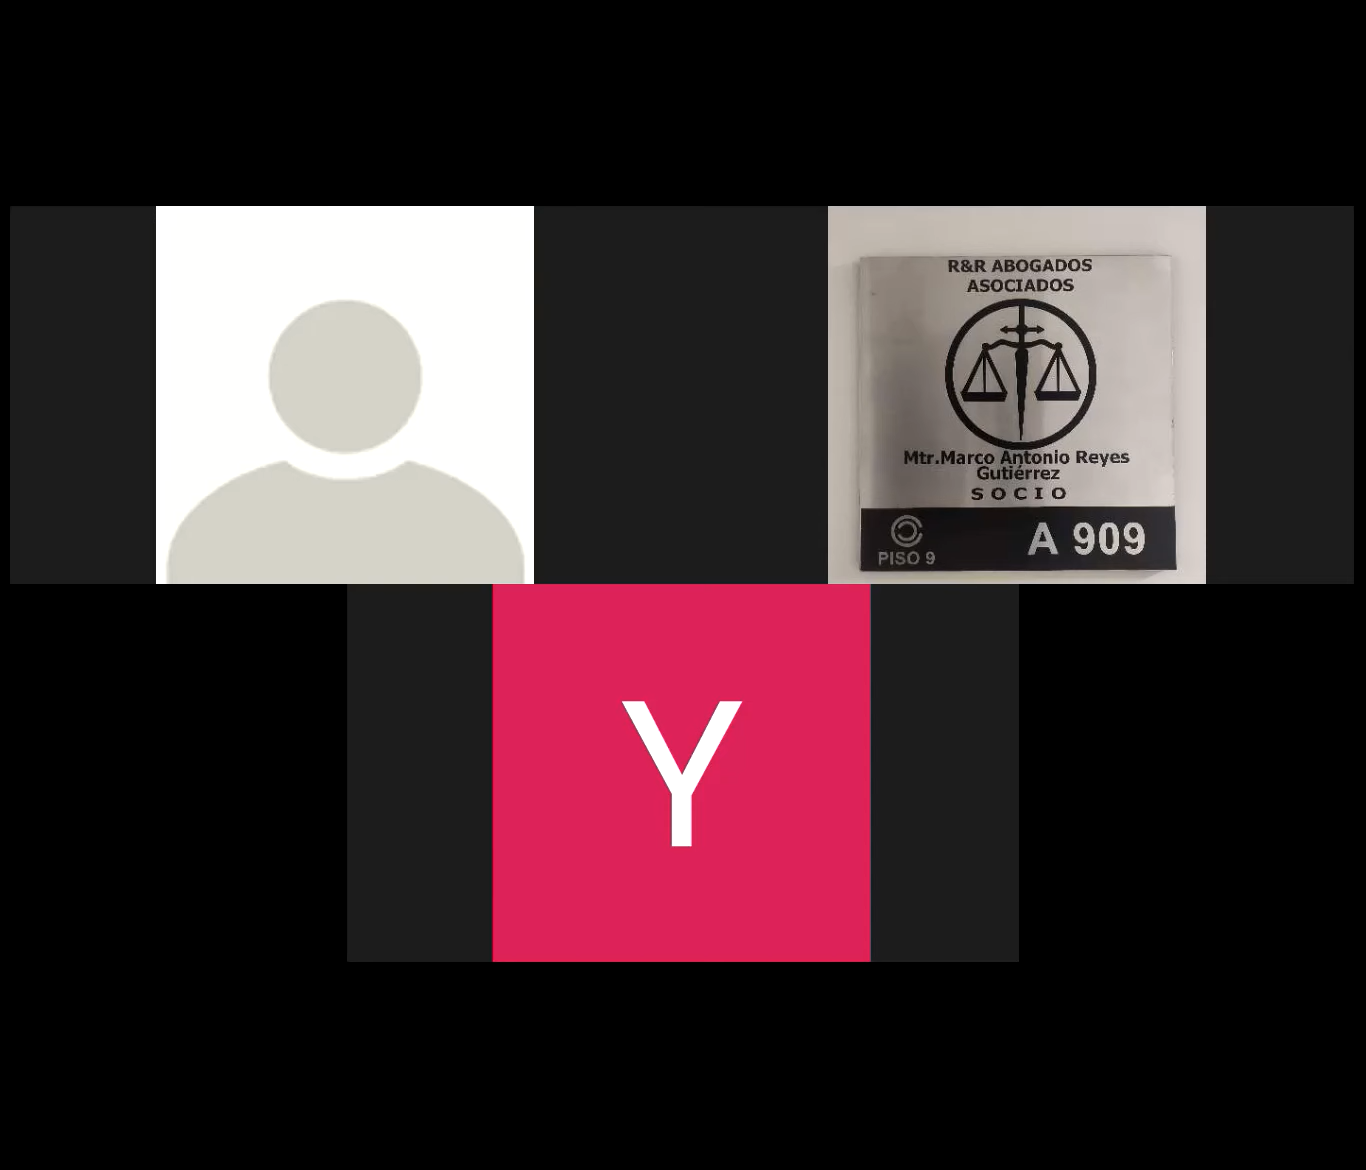 R&R ABOGADOS
ASOCIADOS
Mtr.Marco Antonio Reyes
Gutiérrez
SOCIO
PISO 9
A 909
Y